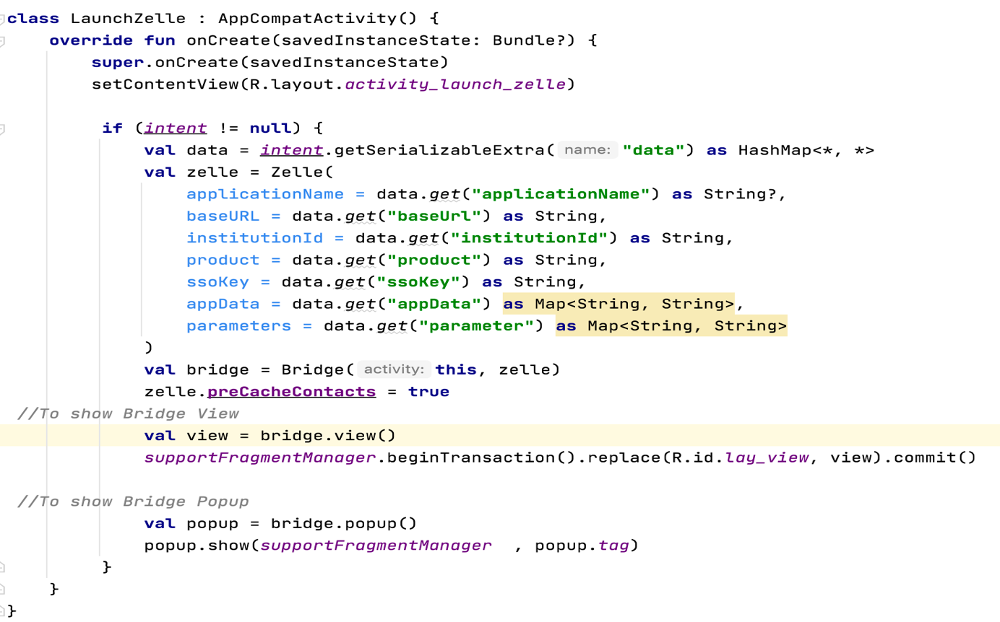 class LaunchZelle : AppCompatActivity() {
override fun onCreate(savedInstanceState: Bundle?) {
super.onCreate(savedInstanceState)
setContentView(R.layout.activity_launch_zelle)
if (intent != null) {
val data = intent.getSerializableExtra( name: "data") as HashMap<*, *>
val zelle = Zelle(
applicationName = data.get("applicationName") as String?,
baseURL = data.get("baseUrl") as String,
institutionId = data.get("institutionId") as String,
product = data.get("product") as String,
ssoKey = data.get("ssoKey") as String,
appData = data.get("appData") as Map<String, String>,
parameters = data.get("parameter") as Map<String, String>
)
val bridge = Bridge( activity: this, zelle)
zelle.preCacheContacts = true
//To show Bridge View
val view = bridge.view()
supportFragmentManager.beginTransaction().replace(R.id.lay_view, view).commit()
//To show Bridge Popup
val popup = bridge.popup()
popup.show(supportFragmentManager , popup.tag)
}
}
}